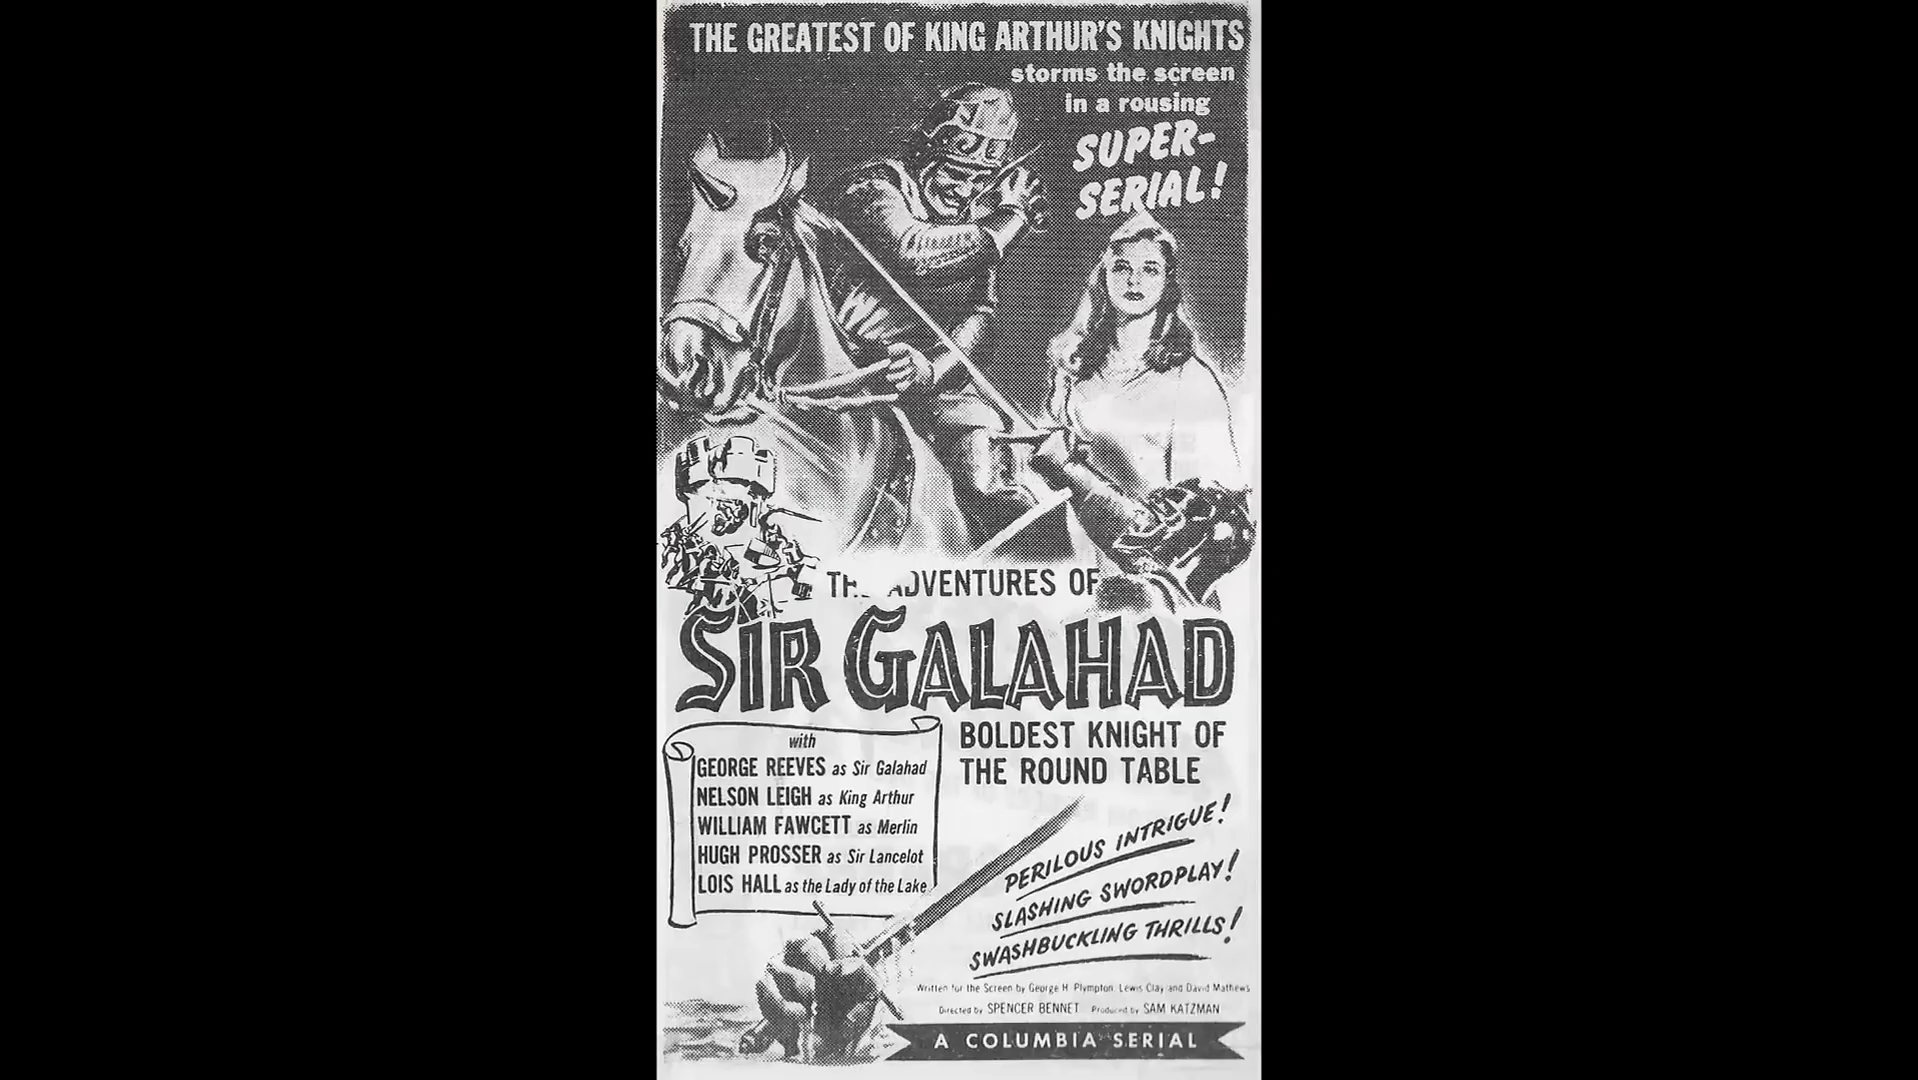 THE GREATEST OF KING ARTHUR'S KNIGHTS
storms the screen
in a rousing
SUPER-
SERIAL!
ADVENTURES OF
SIR GALAHAD
BOLDEST KNIGHT OF
THE ROUND TABLE
with
GEORGE REEVES as Sir Galahad
NELSON LEIGH as King Arthur
WILLIAM FAWCETT as Merlin
HUGH PROSSER as Sir Lancelot
LOIS HALL as the Lady of the Lake
PERILOUS INTRIGUE!
SLASHING SWORDPLAY!
SWASHBUCKLING THRILLS!
Written for the Screen by George H. Plympton, Lewis Clay and David Mathews
Directed by SPENCER BENNET Produced by SAM KATZMAN
A COLUMBIA SERIAL